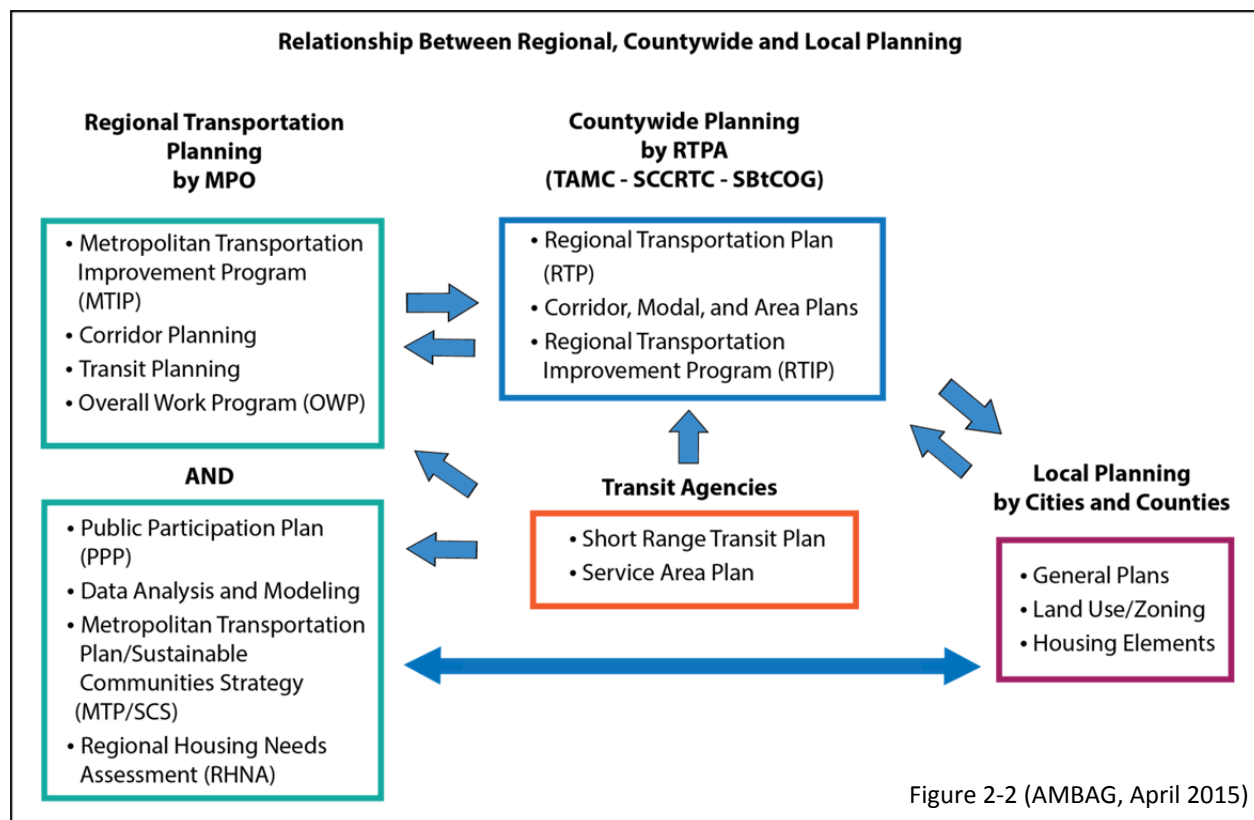 Relationship Between Regional, Countywide and Local Planning
Regional Transportation
Planning
by MPO
• Metropolitan Transportation
Improvement Program
(MTIP)
• Corridor Planning
• Transit Planning
• Overall Work Program (OWP)
AND
• Public Participation Plan
(PPP)
• Data Analysis and Modeling
• Metropolitan Transportation
Plan/Sustainable
Communities Strategy
(MTP/SCS)
• Regional Housing Needs
Assessment (RHNA)
Countywide Planning
by RTPA
(TAMC - SCCRTC - SBtCOG)
• Regional Transportation Plan
(RTP)
• Corridor, Modal, and Area Plans
• Regional Transportation
Improvement Program (RTIP)
Transit Agencies
• Short Range Transit Plan
• Service Area Plan
Local Planning
by Cities and Counties
• General Plans
• Land Use/Zoning
• Housing Elements
Figure 2-2 (AMBAG, April 2015)